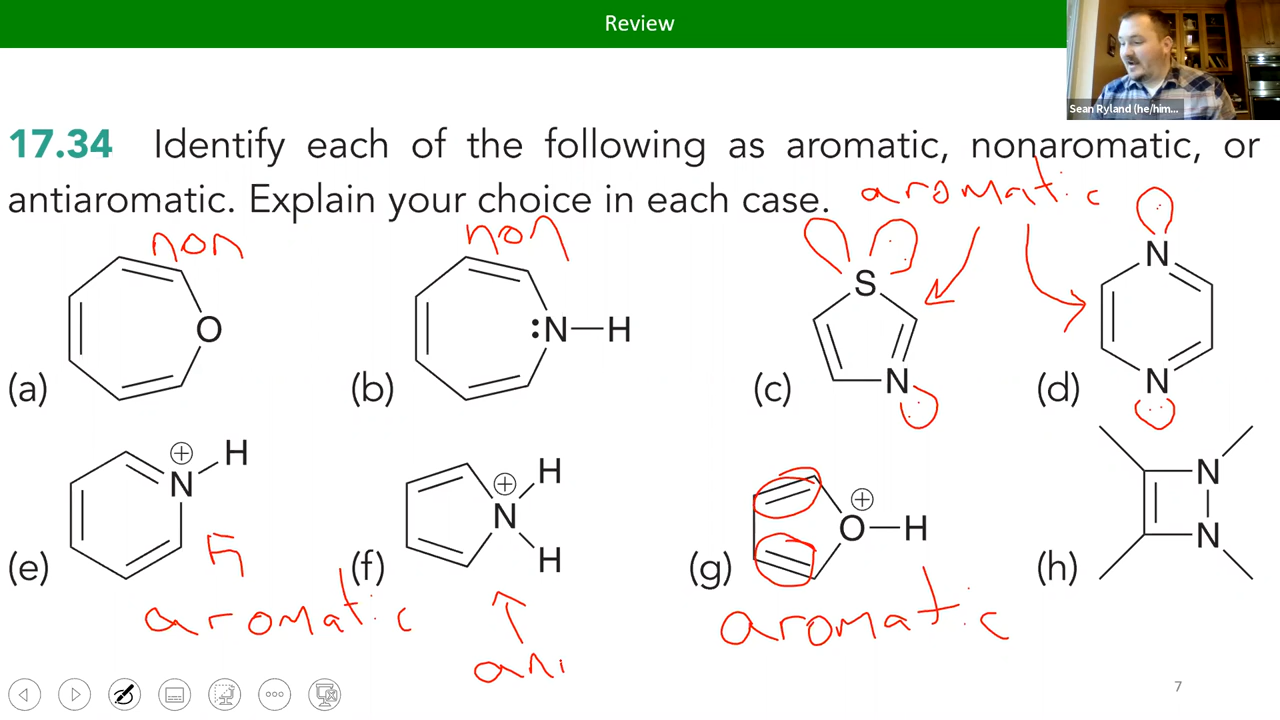 Review
Sean Ryland (he/him...
17.34 Identify each of the following as aromatic, nonaromatic, or
antiaromatic. Explain your choice in each case.
aromatic
non
non
O
:N—H
S
N
N
N
(a)
(b)
(c)
(d)
⊕
N
H
⊕
N
H
H
⊕
O—H
N
N
(e)
(f)
(g)
(h)
aromatic
aromatic
7